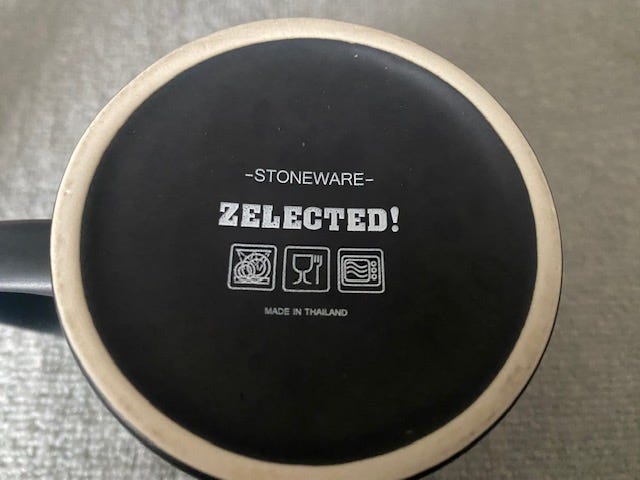 -STONEWARE-
ZELECTED!
MADE IN THAILAND